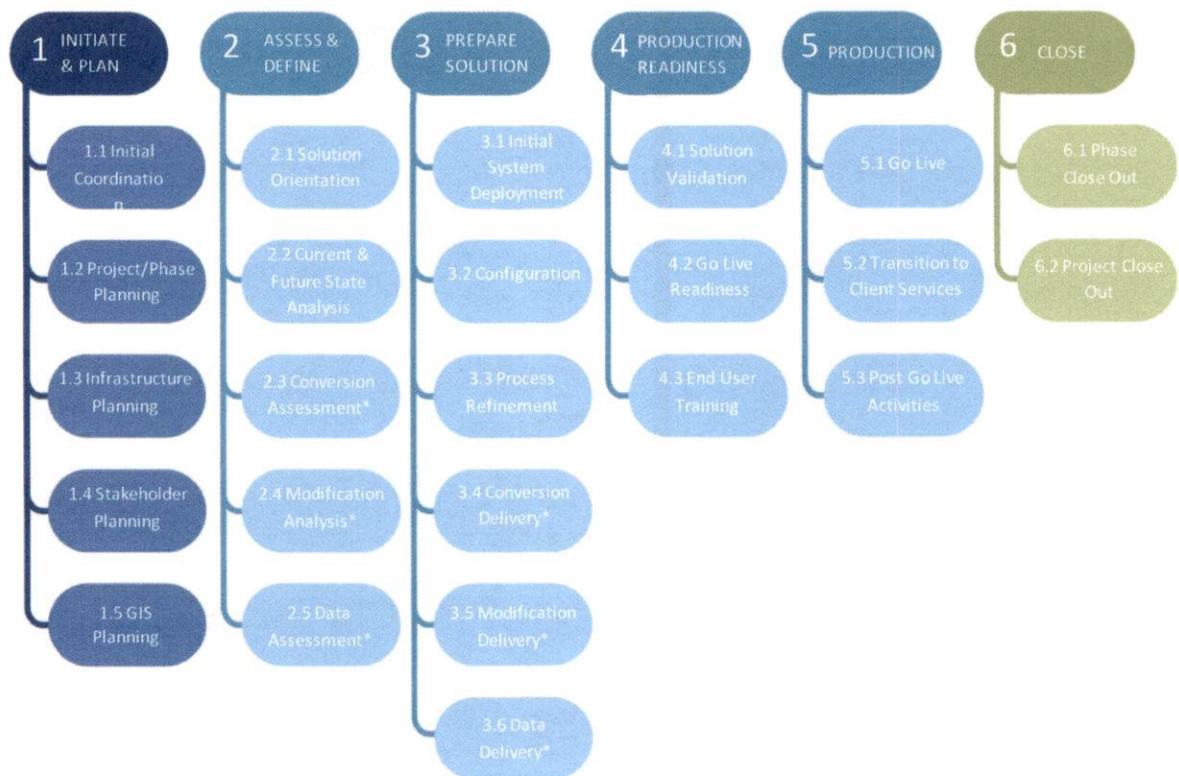 1 INITIATE
& PLAN
1.1 Initial
Coordinatio
n
1.2 Project/Phase
Planning
1.3 Infrastructure
Planning
1.4 Stakeholder
Planning
1.5 GIS
Planning
2 ASSESS &
DEFINE
2.1 Solution
Orientation
2.2 Current &
Future State
Analysis
2.3 Conversion
Assessment*
2.4 Modification
Analysis*
2.5 Data
Assessment*
3 PREPARE
SOLUTION
3.1 Initial
System
Deployment
3.2 Configuration
3.3 Process
Refinement
3.4 Conversion
Delivery*
3.5 Modification
Delivery*
3.6 Data
Delivery*
4 PRODUCTION
READINESS
4.1 Solution
Validation
4.2 Go Live
Readiness
4.3 End User
Training
5 PRODUCTION
5.1 Go Live
5.2 Transition to
Client Services
5.3 Post Go Live
Activities
6 CLOSE
6.1 Phase
Close Out
6.2 Project Close
Out